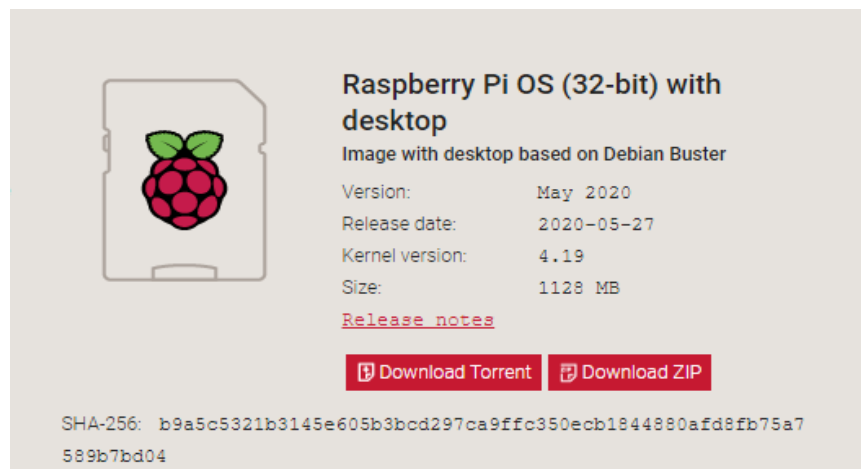 Raspberry Pi OS (32-bit) with
desktop
Image with desktop based on Debian Buster
Version: May 2020
Release date: 2020-05-27
Kernel version: 4.19
Size: 1128 MB
Release notes
Download Torrent Download ZIP
SHA-256: b9a5c5321b3145e605b3bcd297ca9ffc350ecb1844880afd8fb75a7
589b7bd04